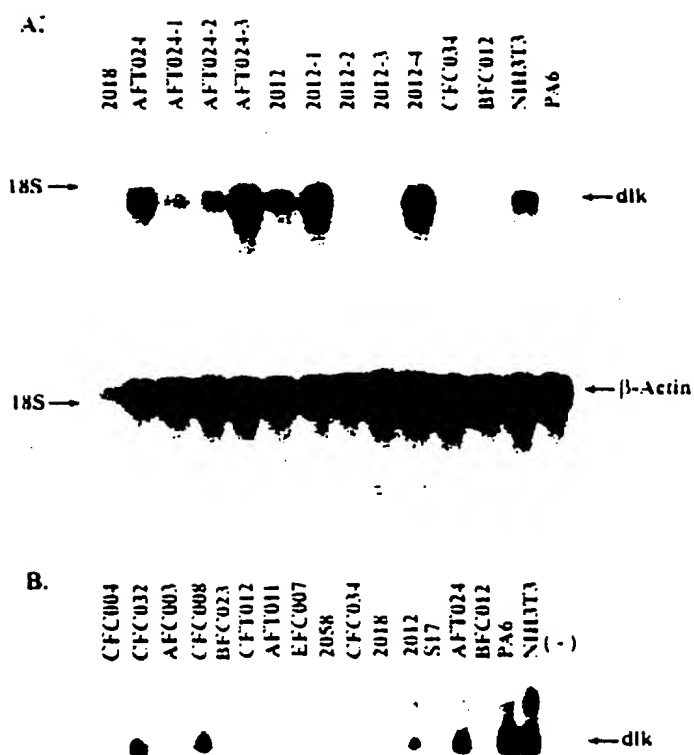 A:
2018
AFT024
AFT024-1
AFT024-2
AFT024-3
2012
2012-1
2012-2
2012-3
2012-4
CFC034
BFC012
NIH3T3
PA6
18S
dlk
18S
β-Actin
B.
CFC004
CFC032
AFC003
CFC008
BFC023
CFT012
AFT011
EFC007
2058
CFC034
2018
2012
S17
AFT024
BFC012
PA6
NIH3T3
(-)
dlk